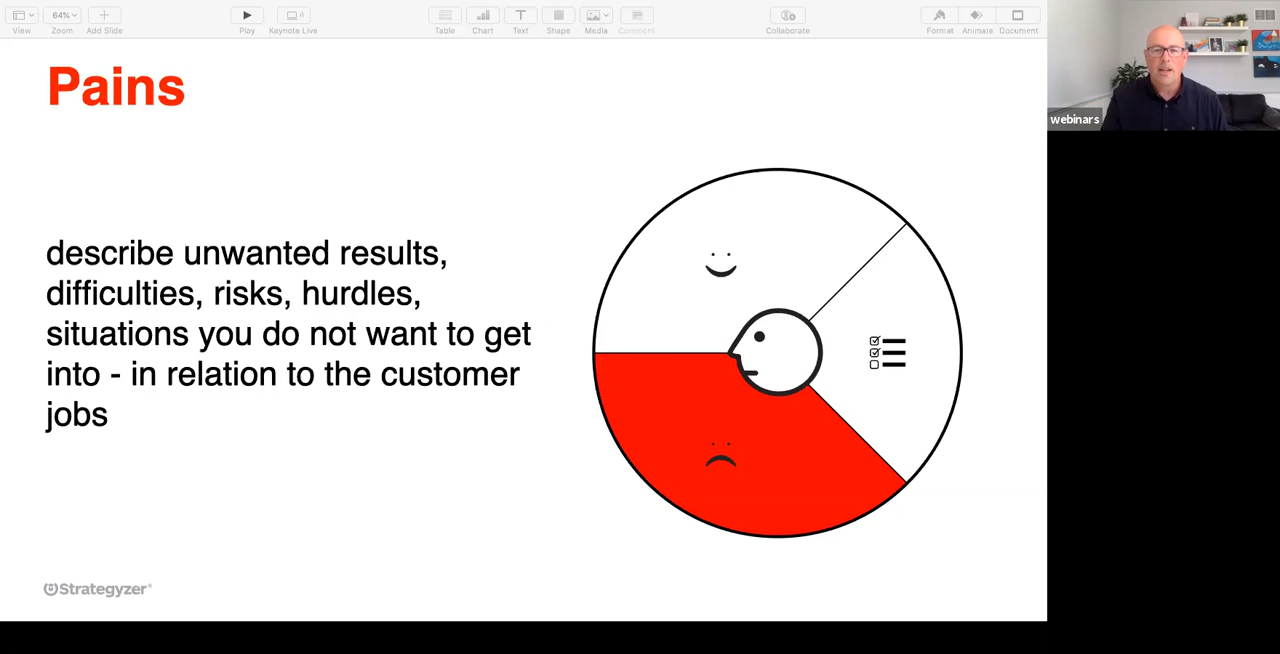 64%
View
Zoom
Add Slide
Play
Keynote Live
Table
Chart
Text
Shape
Media
Comment
Collaborate
Format
Animate
Document
Pains
describe unwanted results,
difficulties, risks, hurdles,
situations you do not want to get
into - in relation to the customer
jobs
Strategyzer®
webinars